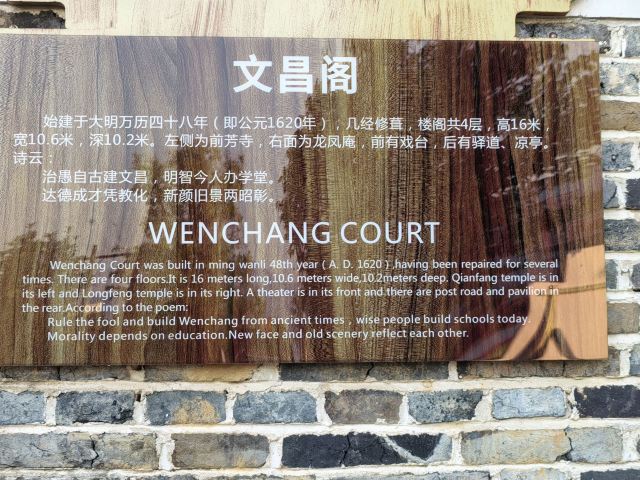 文昌阁
始建于大明万历四十八年（即公元1620年），几经修葺，楼阁共4层，高16米，
宽10.6米，深10.2米。左侧为前芳寺，右面为龙凤庵，前有戏台，后有驿道、凉亭。
诗云：
治愚自古建文昌，明智今人办学堂。
达德成才凭教化，新颜旧景两昭彰。
WENCHANG COURT
Wenchang Court was built in ming wanli 48th year（A. D. 1620）,having been repaired for several
times. There are four floors.It is 16 meters long,10.6 meters wide,10.2meters deep. Qianfang temple is in
its left and Longfeng temple is in its right. A theater is in its front and there are post road and pavilion in
the rear.According to the poem:
Rule the fool and build Wenchang from ancient times，wise people build schools today.
Morality depends on education.New face and old scenery reflect each other.